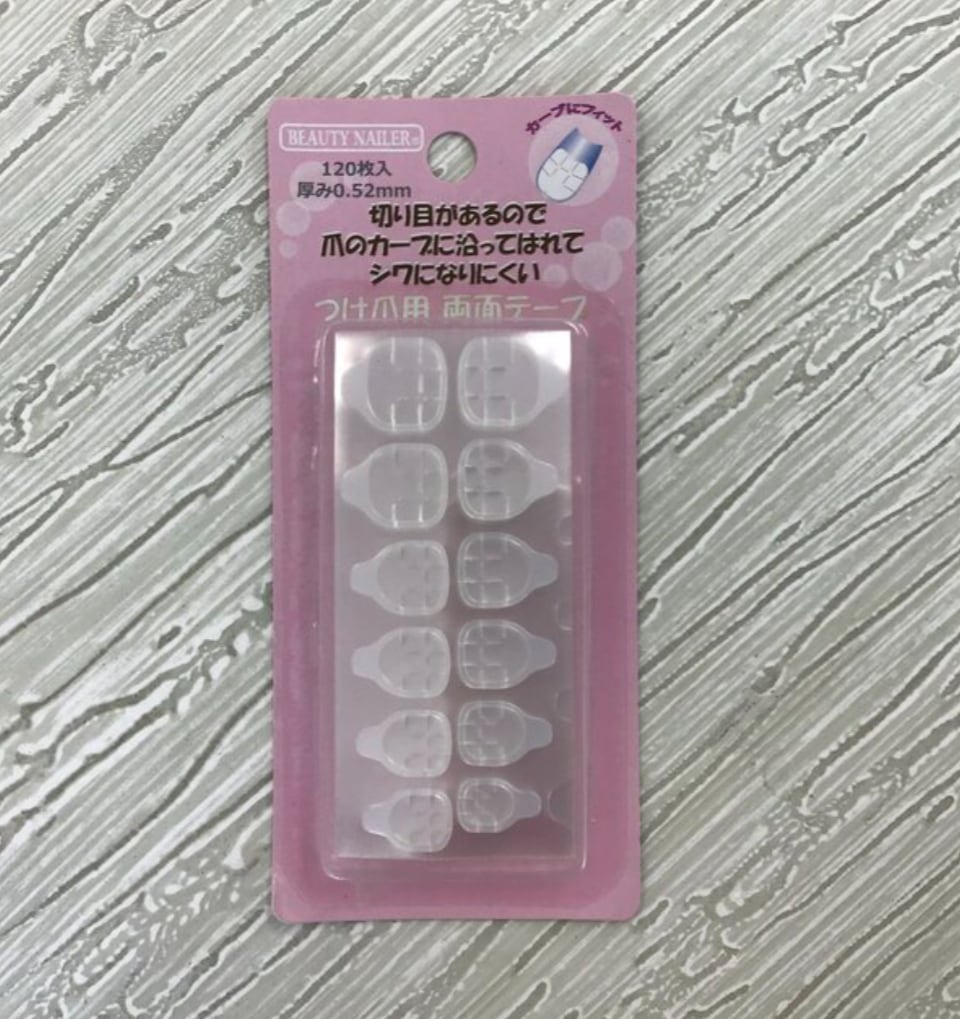 BEAUTY NAILER®
カーブにフィット
120枚入
厚み0.52mm
切り目があるので
爪のカーブに沿ってはれて
シワになりにくい
つけ爪用 両面テープ